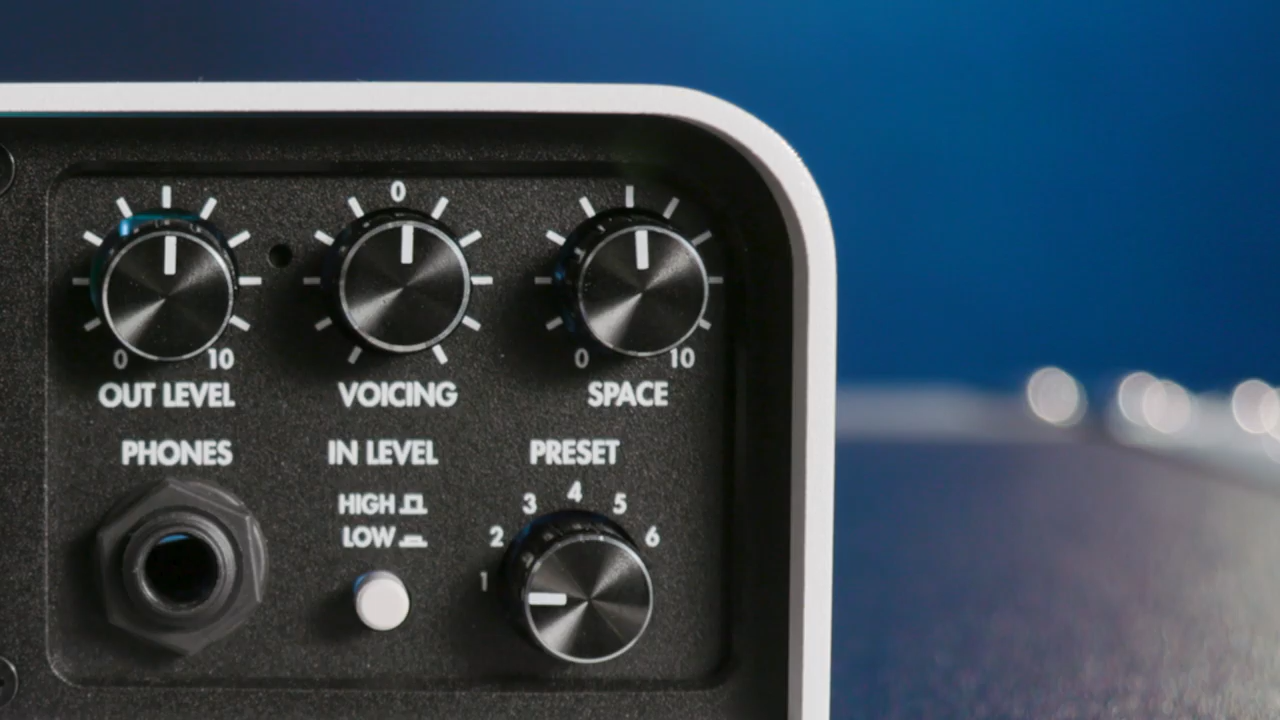 0
0 10 0 10
OUT LEVEL VOICING SPACE
PHONES IN LEVEL PRESET
HIGH
LOW
1 2 3 4 5 6